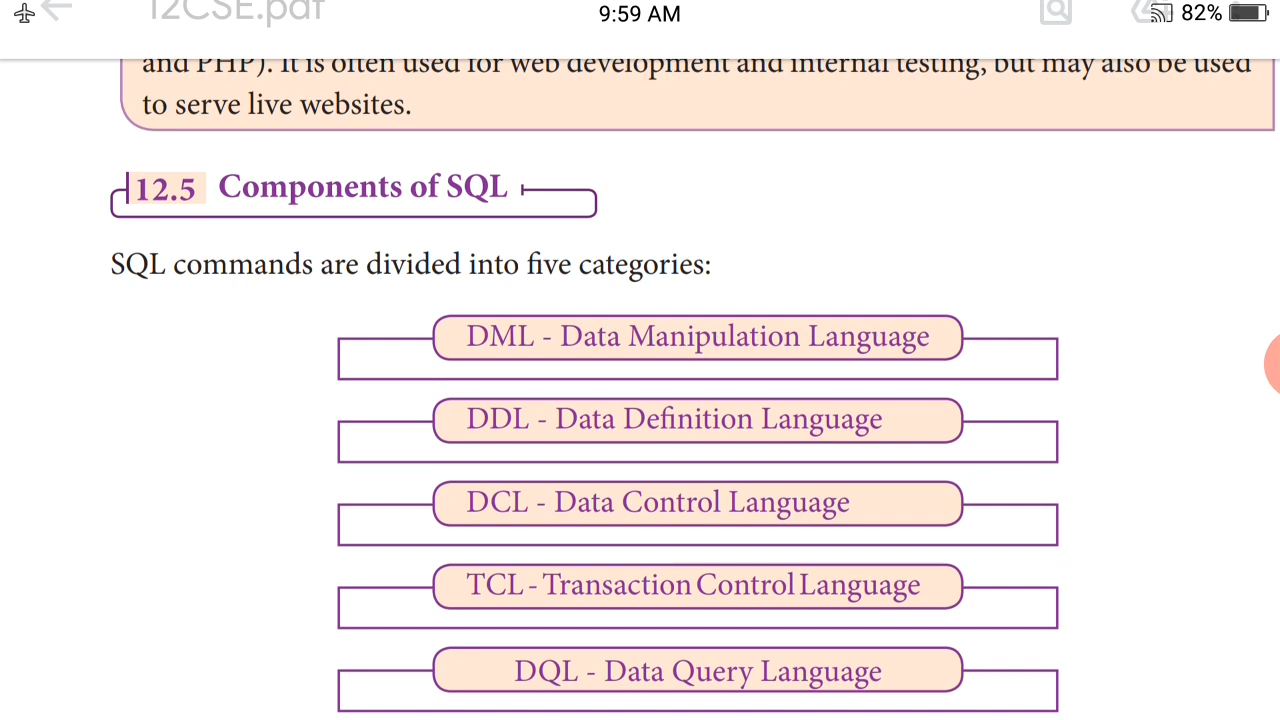 12CSE.pdf
9:59 AM
82%
and PHP). It is often used for web development and internal testing, but may also be used
to serve live websites.
12.5 Components of SQL
SQL commands are divided into five categories:
DML - Data Manipulation Language
DDL - Data Definition Language
DCL - Data Control Language
TCL - Transaction Control Language
DQL - Data Query Language